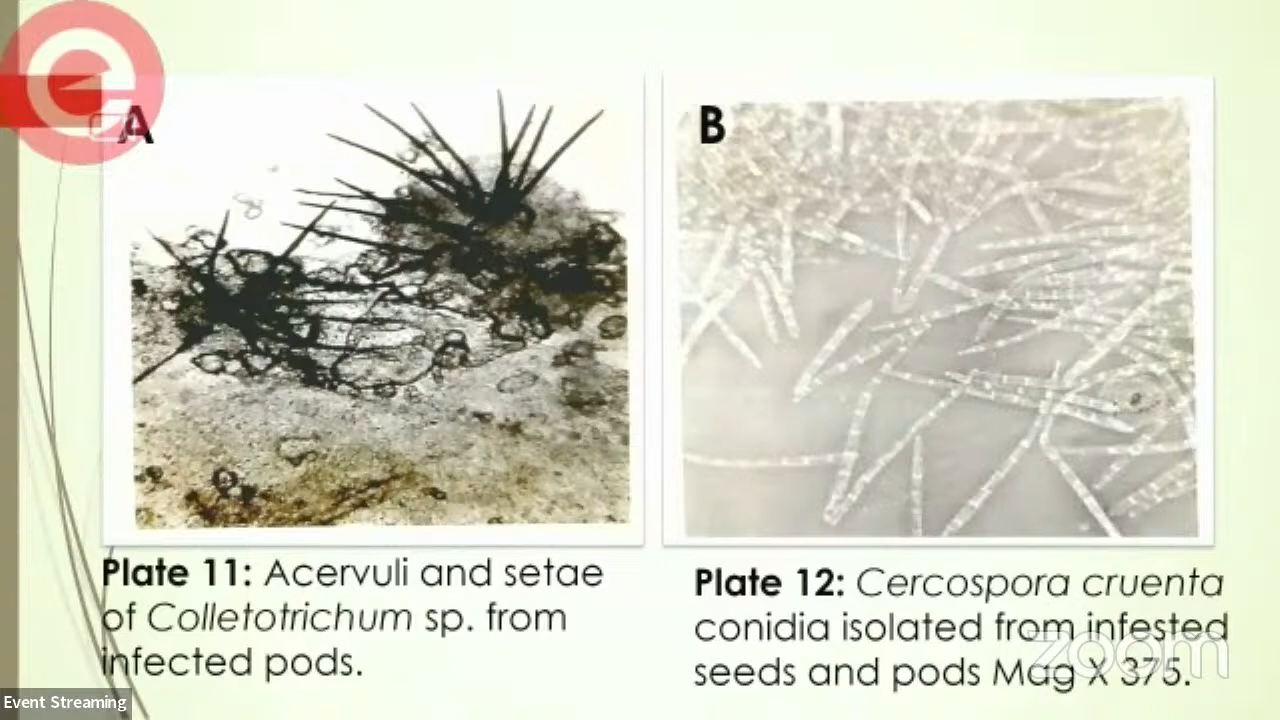 A
B
Plate 11: Acervuli and setae
of Colletotrichum sp. from
infected pods.
Plate 12: Cercospora cruenta
conidia isolated from infested
seeds and pods Mag X 375.
zoom
Event Streaming